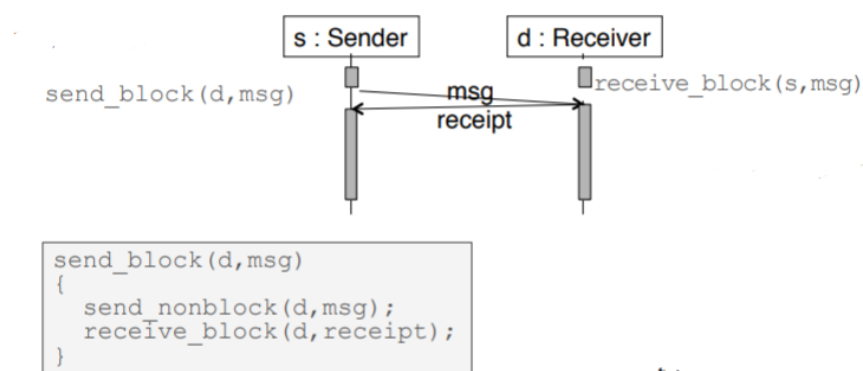 s : Sender
d : Receiver
send_block(d,msg)
msg
receive_block(s,msg)
receipt
send_block(d,msg)
{
send_nonblock(d,msg);
receive_block(d,receipt);
}